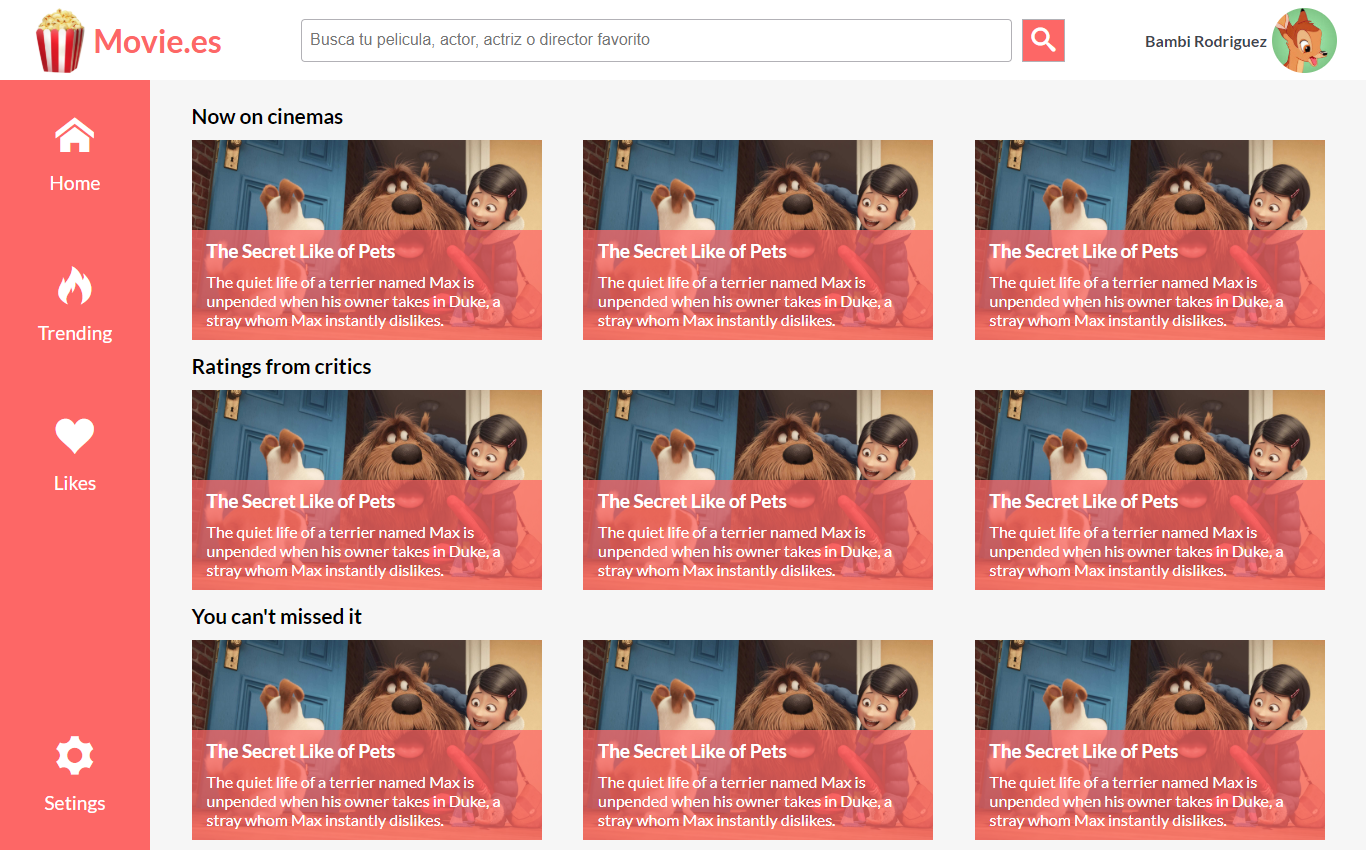 Movie.es
Busca tu pelicula, actor, actriz o director favorito
Bambi Rodriguez
Home
Trending
Likes
Setings
Now on cinemas
The Secret Like of Pets
The quiet life of a terrier named Max is
unpended when his owner takes in Duke, a
stray whom Max instantly dislikes.
The Secret Like of Pets
The quiet life of a terrier named Max is
unpended when his owner takes in Duke, a
stray whom Max instantly dislikes.
The Secret Like of Pets
The quiet life of a terrier named Max is
unpended when his owner takes in Duke, a
stray whom Max instantly dislikes.
Ratings from critics
The Secret Like of Pets
The quiet life of a terrier named Max is
unpended when his owner takes in Duke, a
stray whom Max instantly dislikes.
The Secret Like of Pets
The quiet life of a terrier named Max is
unpended when his owner takes in Duke, a
stray whom Max instantly dislikes.
The Secret Like of Pets
The quiet life of a terrier named Max is
unpended when his owner takes in Duke, a
stray whom Max instantly dislikes.
You can't missed it
The Secret Like of Pets
The quiet life of a terrier named Max is
unpended when his owner takes in Duke, a
stray whom Max instantly dislikes.
The Secret Like of Pets
The quiet life of a terrier named Max is
unpended when his owner takes in Duke, a
stray whom Max instantly dislikes.
The Secret Like of Pets
The quiet life of a terrier named Max is
unpended when his owner takes in Duke, a
stray whom Max instantly dislikes.